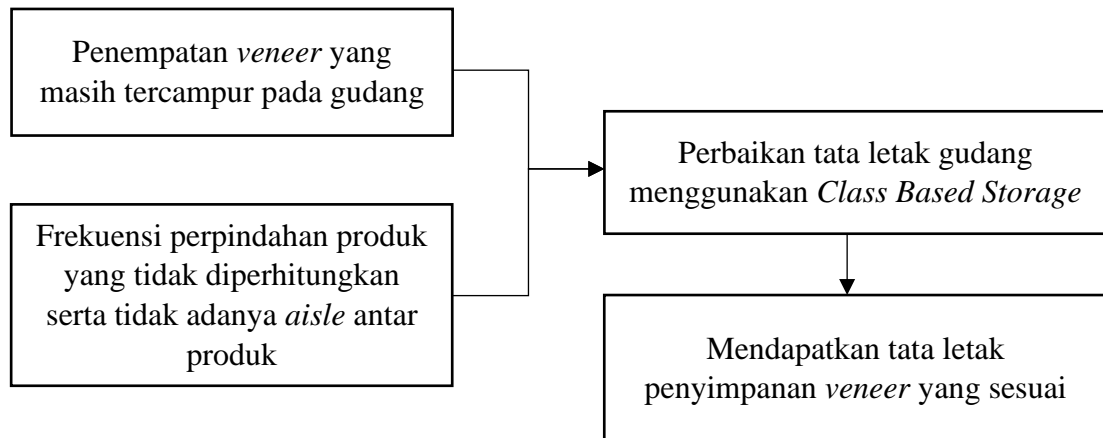 Penempatan veneer yang
masih tercampur pada gudang
Frekuensi perpindahan produk
yang tidak diperhitungkan
serta tidak adanya aisle antar
produk
Perbaikan tata letak gudang
menggunakan Class Based Storage
Mendapatkan tata letak
penyimpanan veneer yang sesuai